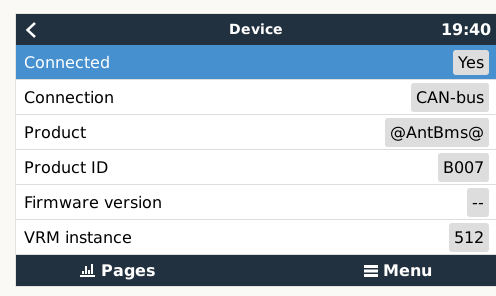 Device 19:40
Connected Yes
Connection CAN-bus
Product @AntBms@
Product ID B007
Firmware version --
VRM instance 512
Pages Menu